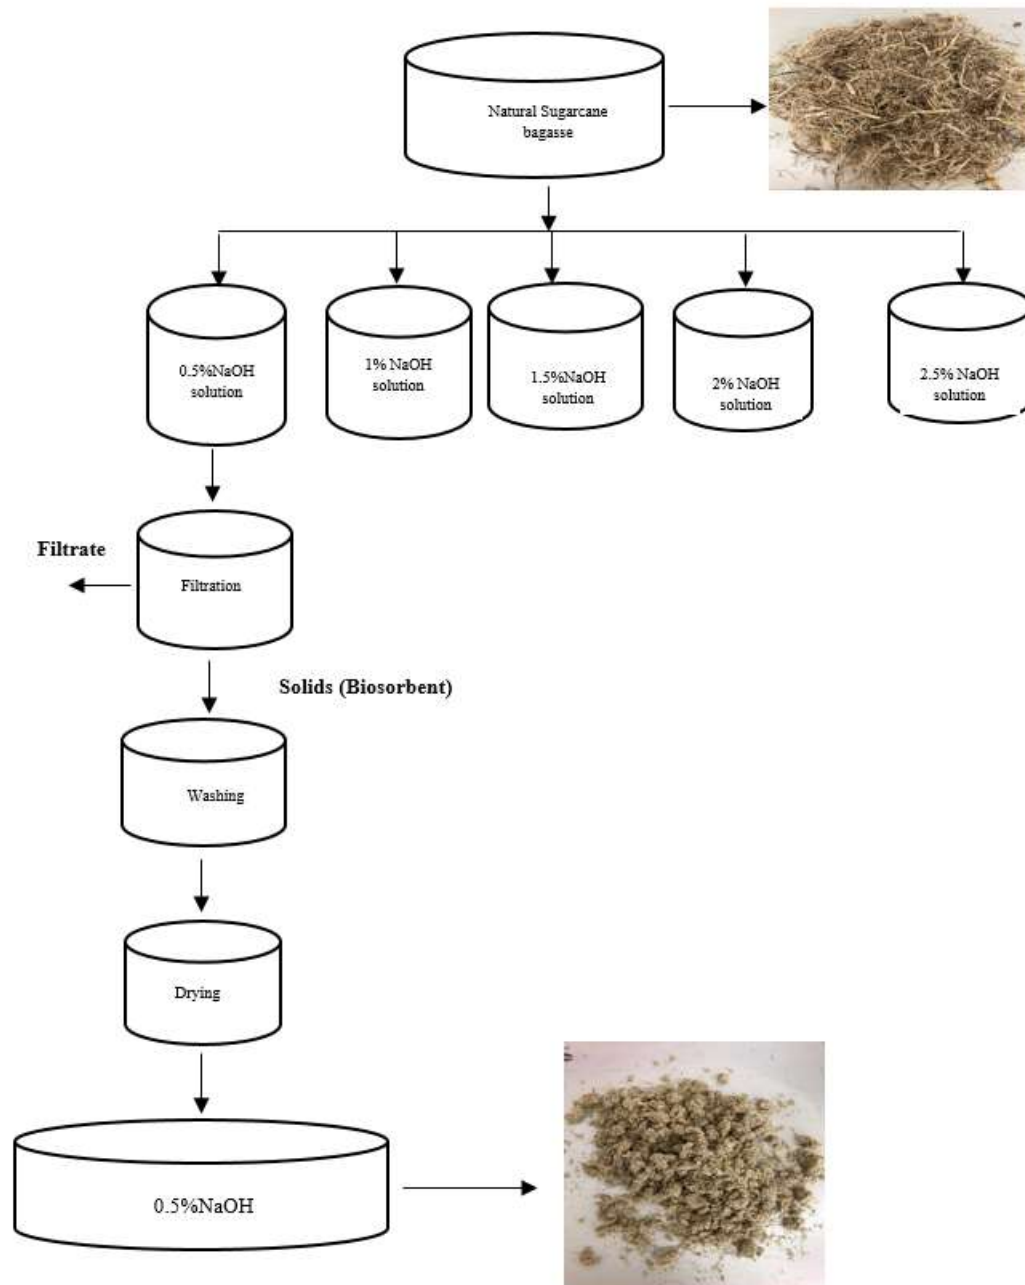 Natural Sugarcane
bagasse
0.5%NaOH
solution
1% NaOH
solution
1.5%NaOH
solution
2% NaOH
solution
2.5% NaOH
solution
Filtrate
Filtration
Solids (Biosorbent)
Washing
Drying
0.5%NaOH